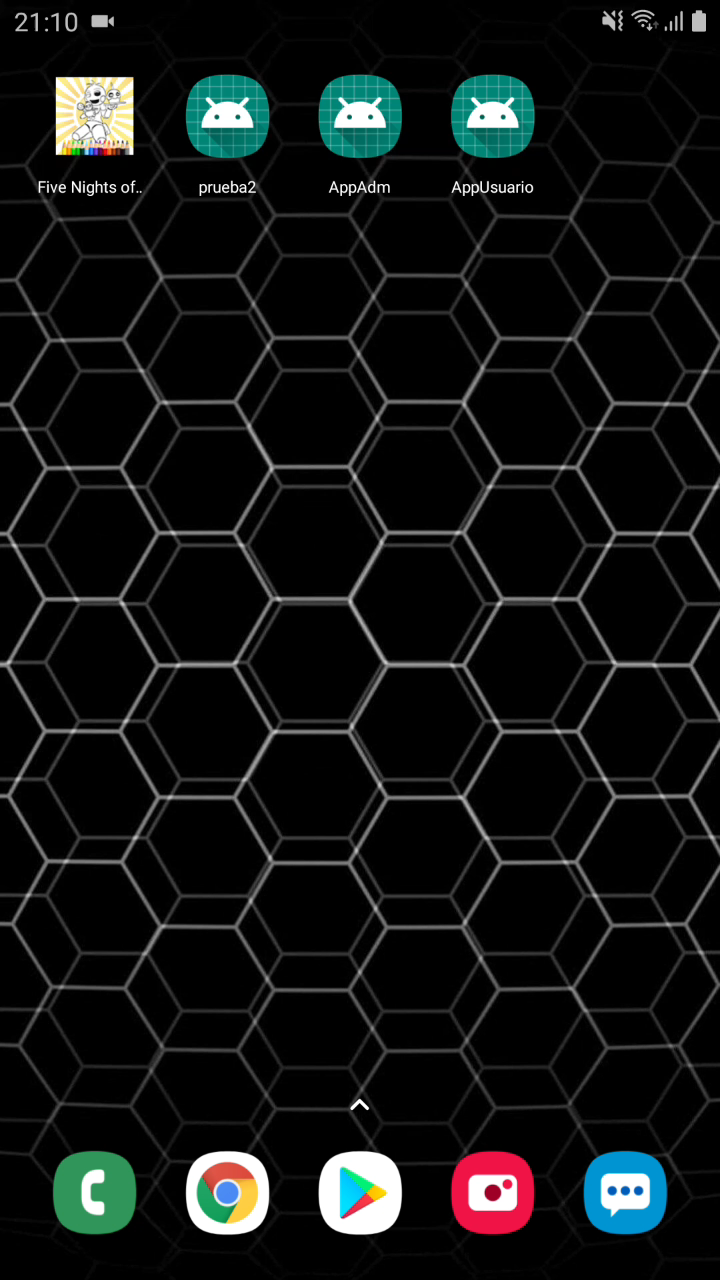 21:10
Five Nights of..
prueba2
AppAdm
AppUsuario